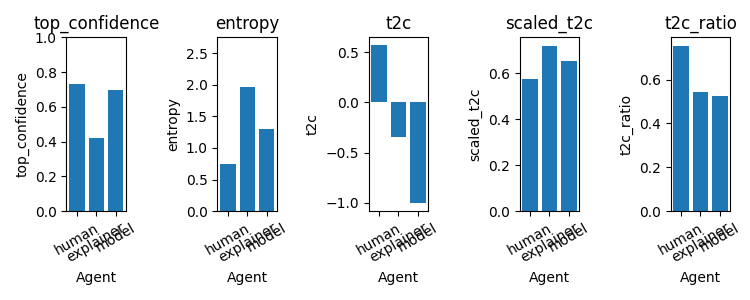 top_confidence
entropy
t2c
scaled_t2c
t2c_ratio
top_confidence
1.0
0.8
0.6
0.4
0.2
0.0
human
explainer
model
Agent
entropy
2.5
2.0
1.5
1.0
0.5
0.0
human
explainer
model
Agent
t2c
0.5
0.0
−0.5
−1.0
human
explainer
model
Agent
scaled_t2c
0.6
0.4
0.2
0.0
human
explainer
model
Agent
t2c_ratio
0.6
0.4
0.2
0.0
human
explainer
model
Agent